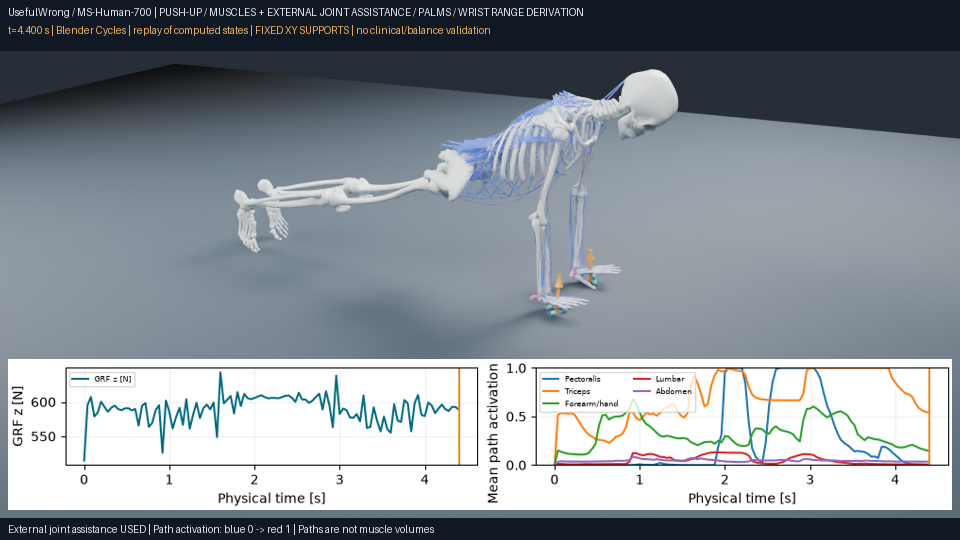 UsefulWrong / MS-Human-700 | PUSH-UP / MUSCLES + EXTERNAL JOINT ASSISTANCE / PALMS / WRIST RANGE DERIVATION
t=4.400 s | Blender Cycles | replay of computed states | FIXED XY SUPPORTS | no clinical/balance validation
GRF z [N]
600
550
GRF z [N]
0 1 2 3 4
Physical time [s]
Mean path activation
1.0
0.5
0.0
Pectoralis
Triceps
Forearm/hand
Lumbar
Abdomen
0 1 2 3 4
Physical time [s]
External joint assistance USED | Path activation: blue 0 -> red 1 | Paths are not muscle volumes